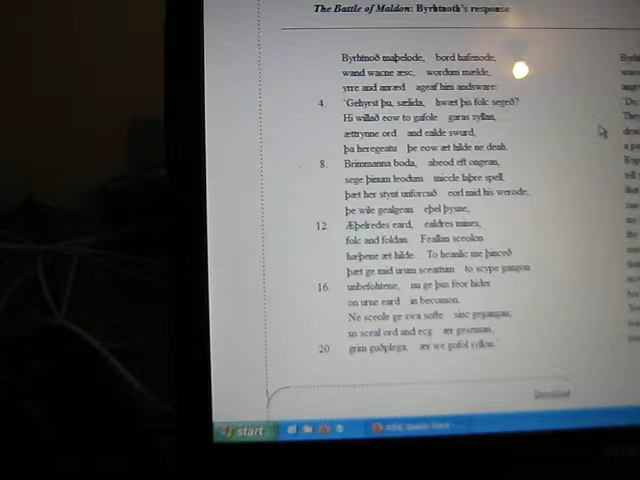 The Battle of Maldon: Byrhtnoth's response
Byrhtnoð maþelode, bord hafenode,
wand wacne æsc, wordum mælde,
yrre and anræd ageaf him andsware:
4. 'Gehyrst þu, sælida, hwæt þis folc segeð?
Hi willað eow to gafole garas syllan,
ættrynne ord and ealde swurd,
þa heregeatu þe eow æt hilde ne deah.
8. Brimmanna boda, abeod eft ongean,
sege þinum leodum miccle laþre spell,
þæt her stynt unforcuð eorl mid his werode,
þe wile gealgean eþel þysne,
12. Æþelredes eard, ealdres mines,
folc and foldan. Feallan sceolon
hæþene æt hilde. To heanlic me þinceð
þæt ge mid urum sceattum to scype gangon
16. unbefohtene, nu ge þus feor hider
on urne eard in becomon.
Ne sceole ge swa softe sinc gegangan;
us sceal ord and ecg ær geseman,
20 grim guðplega, ær we gofol syllon.
Download
start